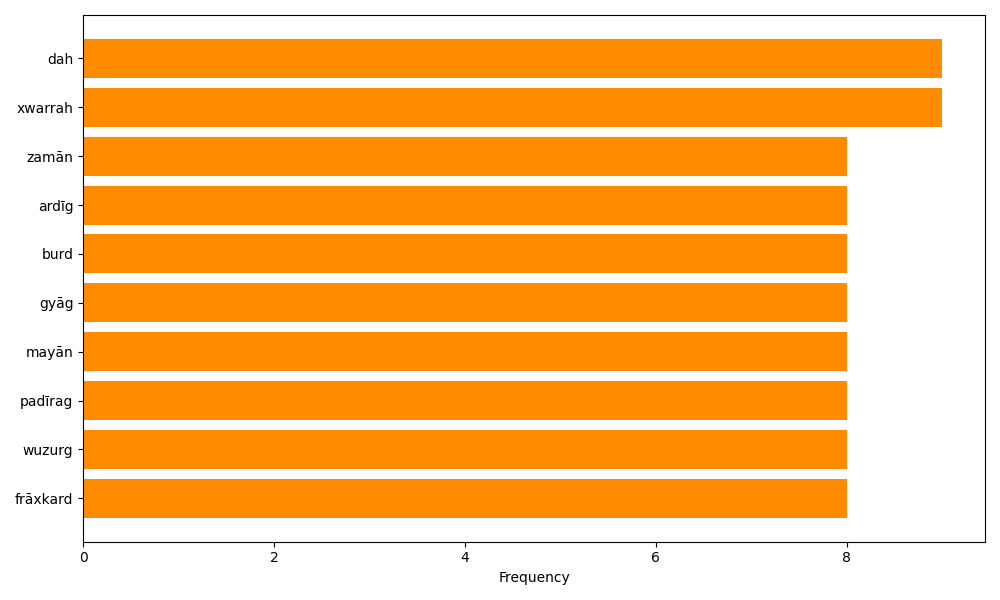 dah
xwarrah
zamān
ardīg
burd
gyāg
mayān
padīrag
wuzurg
frāxkard
0 2 4 6 8
Frequency